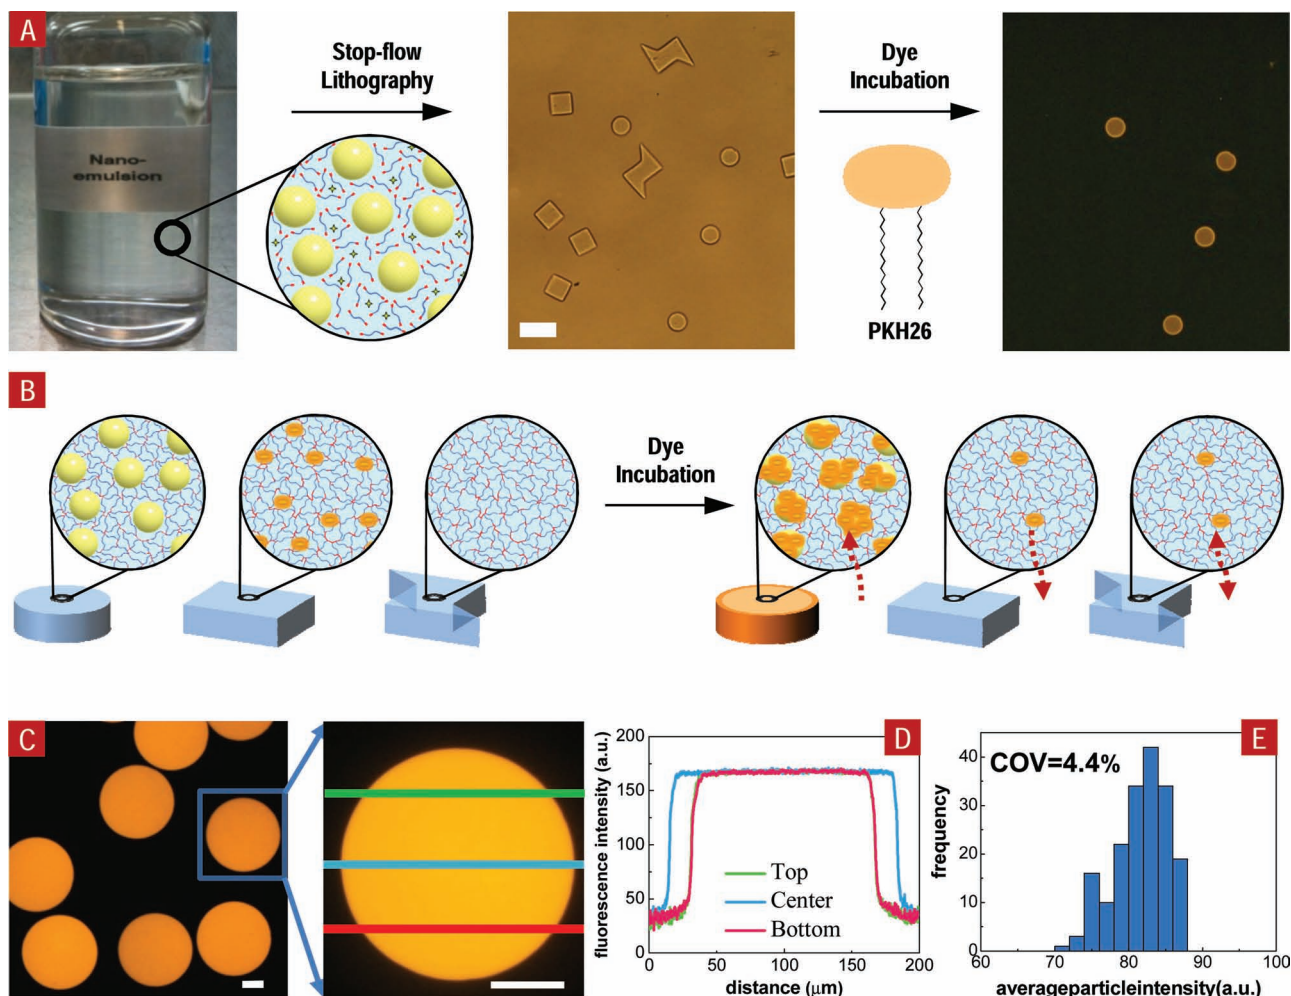 A
Nano-
emulsion
Stop-flow
Lithography
Dye
Incubation
PKH26
B
Dye
Incubation
C
D
fluorescence intensity (a.u.)
200
150
100
50
0
Top
Center
Bottom
0 50 100 150 200
distance (μm)
E
COV=4.4%
frequency
40
20
0
60 70 80 90 100
averageparticleintensity(a.u.)